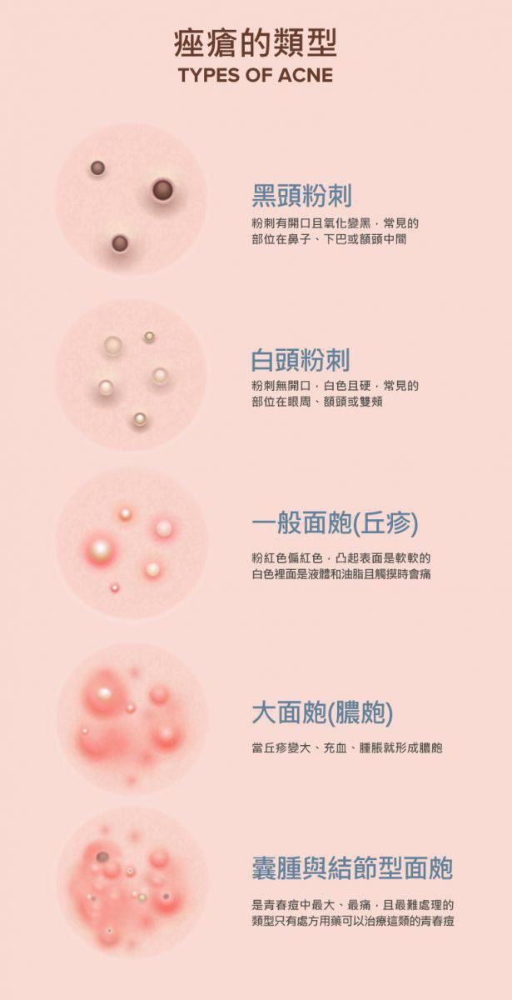 痤瘡的類型
TYPES OF ACNE
黑頭粉刺
粉刺有開口且氧化變黑，常見的
部位在鼻子、下巴或額頭中間
白頭粉刺
粉刺無開口，白色且硬，常見的
部位在眼周、額頭或雙頰
一般面皰(丘疹)
粉紅色偏紅色，凸起表面是軟軟的
白色裡面是液體和油脂且觸摸時會痛
大面皰(膿皰)
當丘疹變大、充血、腫脹就形成膿皰
囊腫與結節型面皰
是青春痘中最大、最痛，且最難處理的
類型只有處方用藥可以治療這類的青春痘